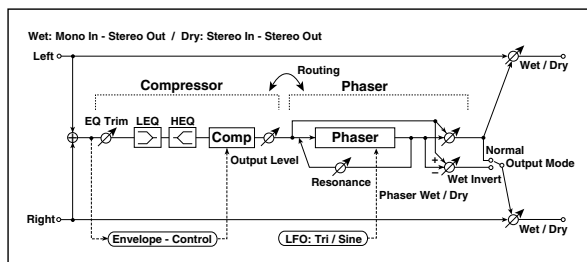 Wet: Mono In - Stereo Out / Dry: Stereo In - Stereo Out
Left
Wet / Dry
Routing
Compressor
Phaser
EQ Trim
LEQ
HEQ
Comp
Phaser
Normal
Output Level
+
−
Output Mode
Wet Invert
Resonance
Phaser Wet / Dry
Right
Wet / Dry
Envelope - Control
LFO: Tri / Sine